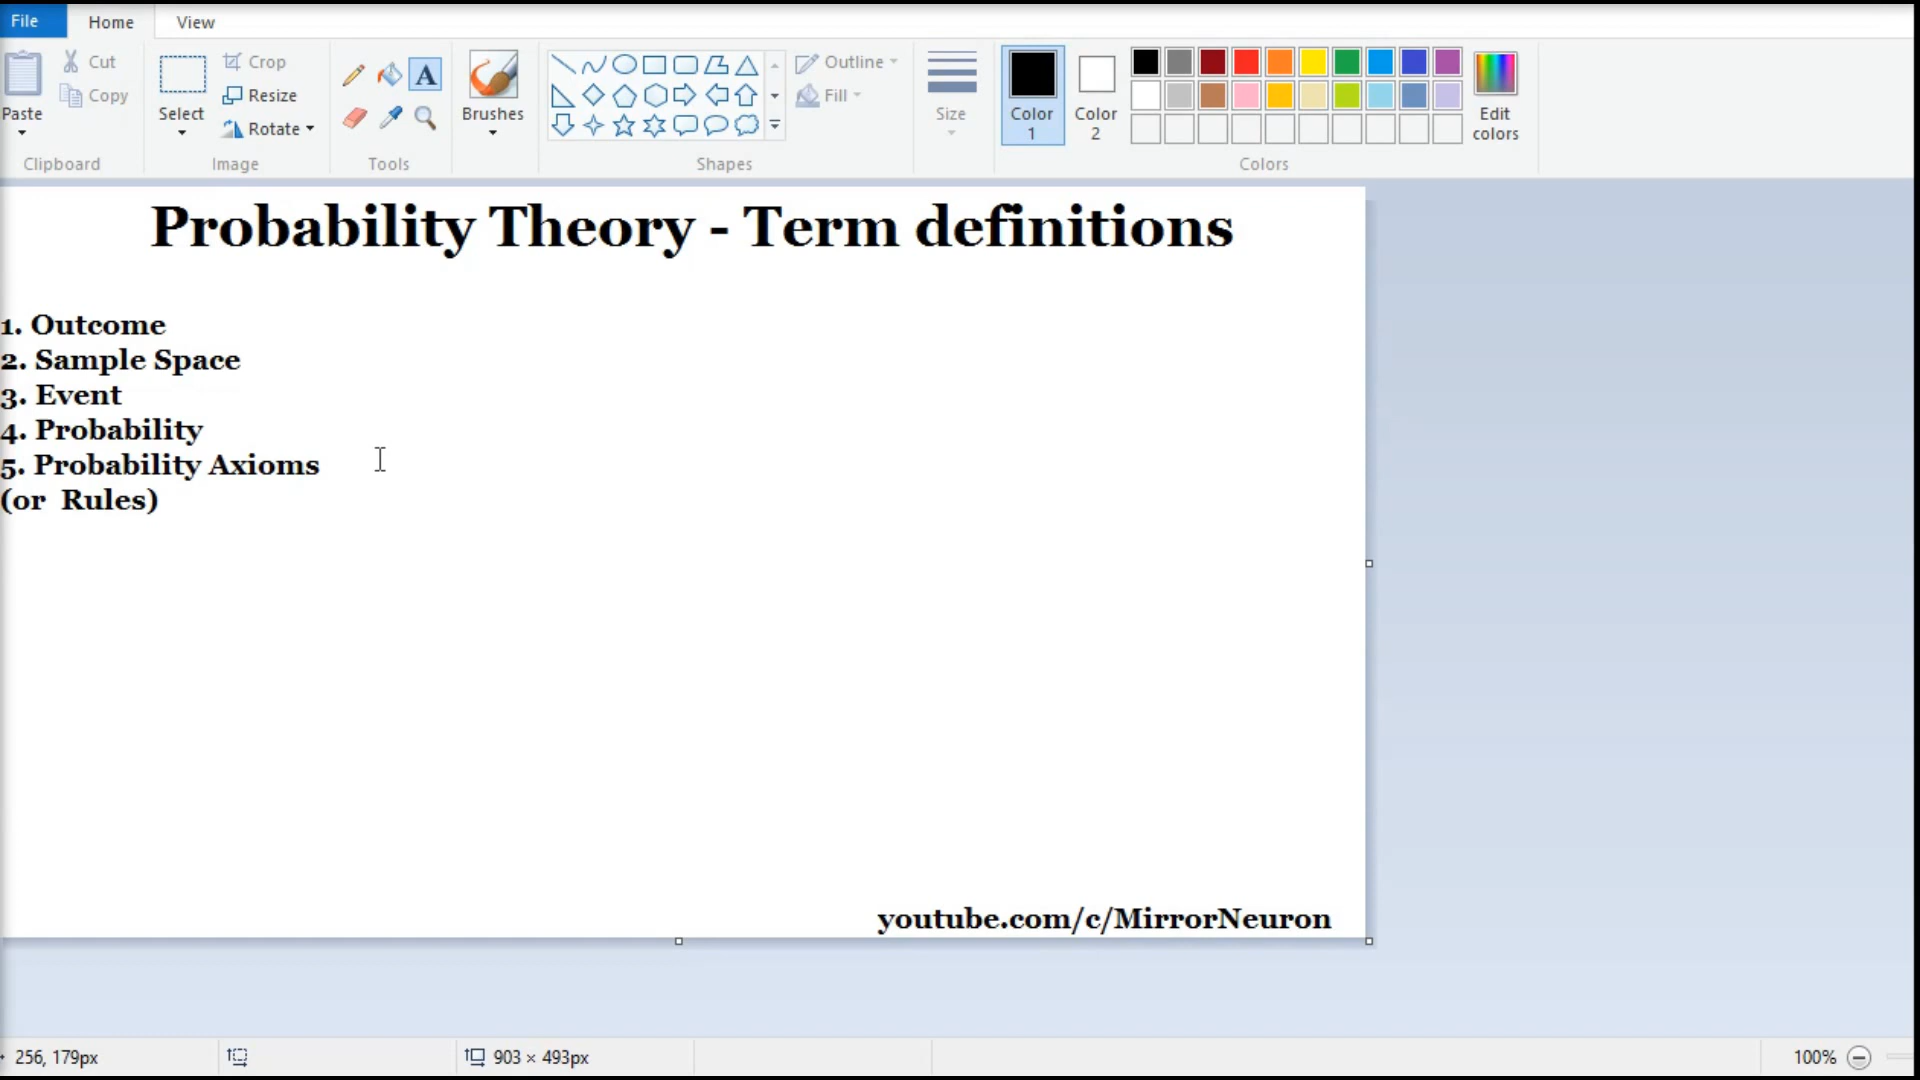 File Home View
Paste
Cut
Copy
Clipboard
Select
Crop
Resize
Rotate
Image
A
Tools
Brushes
Shapes
Outline
Fill
Size
Color
1
Color
2
Edit
colors
Colors
Probability Theory - Term definitions
1. Outcome
2. Sample Space
3. Event
4. Probability
5. Probability Axioms
(or Rules)
youtube.com/c/MirrorNeuron
256, 179px
903 × 493px
100%